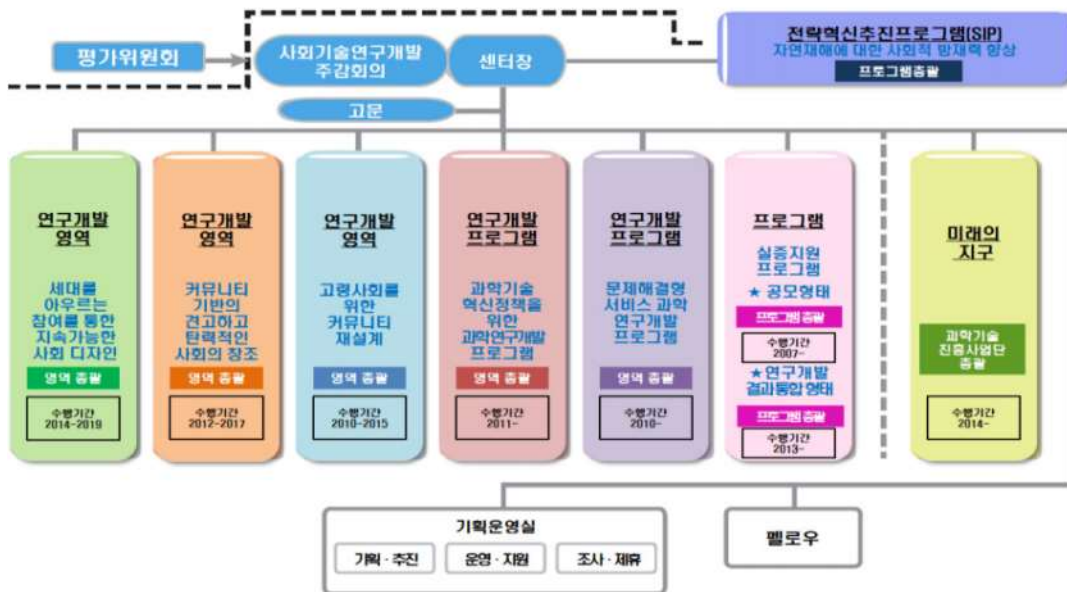 전략혁신추진프로그램(SIP)
자연재해에 대한 사회적 방재력 향상
프로그램총괄
평가위원회
사회기술연구개발
주감회의
센터장
고문
연구개발
영역
세대를
아우르는
참여를 통한
지속가능한
사회 디자인
영역 총괄
수행기간
2014-2019
연구개발
영역
커뮤니티
기반의
견고하고
탄력적인
사회의 창조
영역 총괄
수행기간
2012-2017
연구개발
영역
고령사회를
위한
커뮤니티
재설계
영역 총괄
수행기간
2010-2015
연구개발
프로그램
과학기술
혁신정책을
위한
과학연구개발
프로그램
영역 총괄
수행기간
2011-
연구개발
프로그램
문제해결형
서비스 과학
연구개발
프로그램
영역 총괄
수행기간
2010-
프로그램
실증지원
프로그램
★ 공모형태
프로그램 총괄
수행기간
2007-
★연구개발
결과통합 형태
프로그램 총괄
수행기간
2013-
미래의
지구
과학기술
진흥사업단
총괄
수행기간
2014-
기획운영실
기획·추진
운영·지원
조사·제휴
펠로우